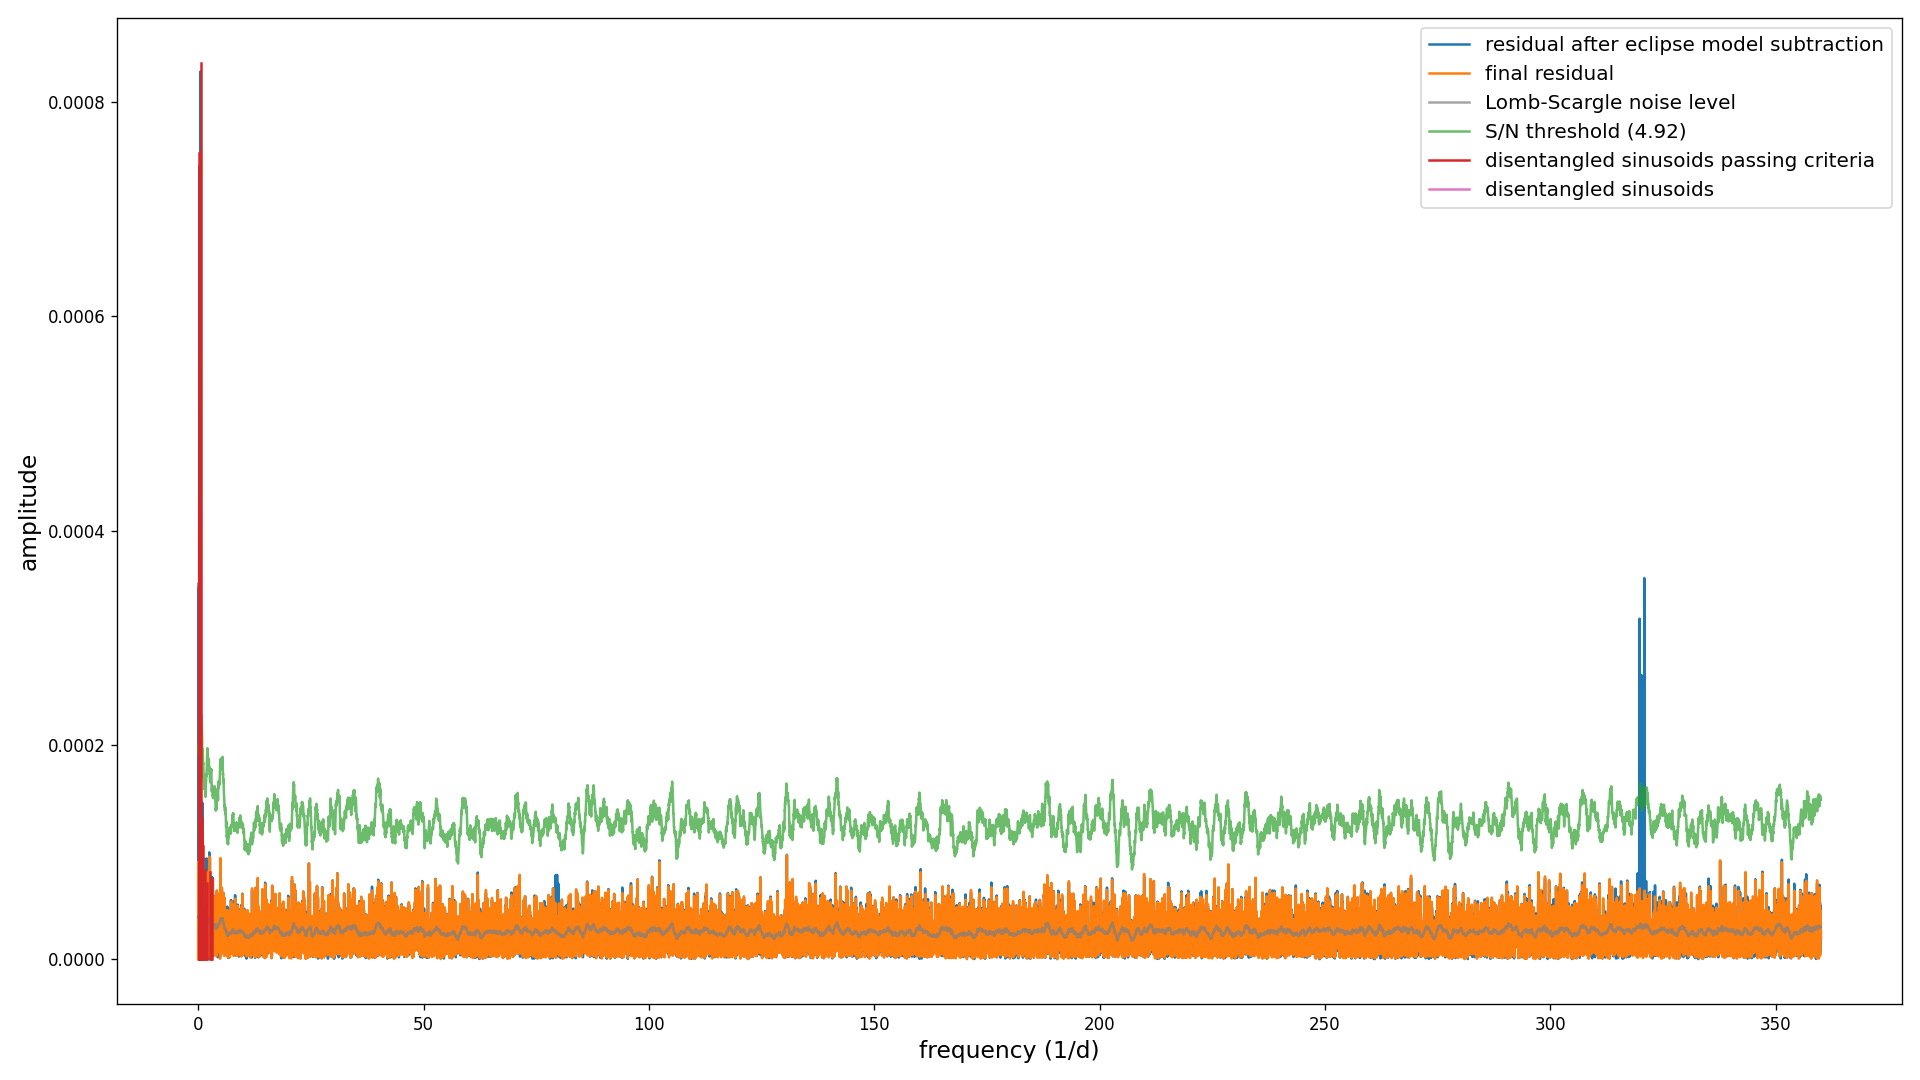 residual after eclipse model subtraction
final residual
Lomb-Scargle noise level
S/N threshold (4.92)
disentangled sinusoids passing criteria
disentangled sinusoids
amplitude
0.0008
0.0006
0.0004
0.0002
0.0000
0 50 100 150 200 250 300 350
frequency (1/d)